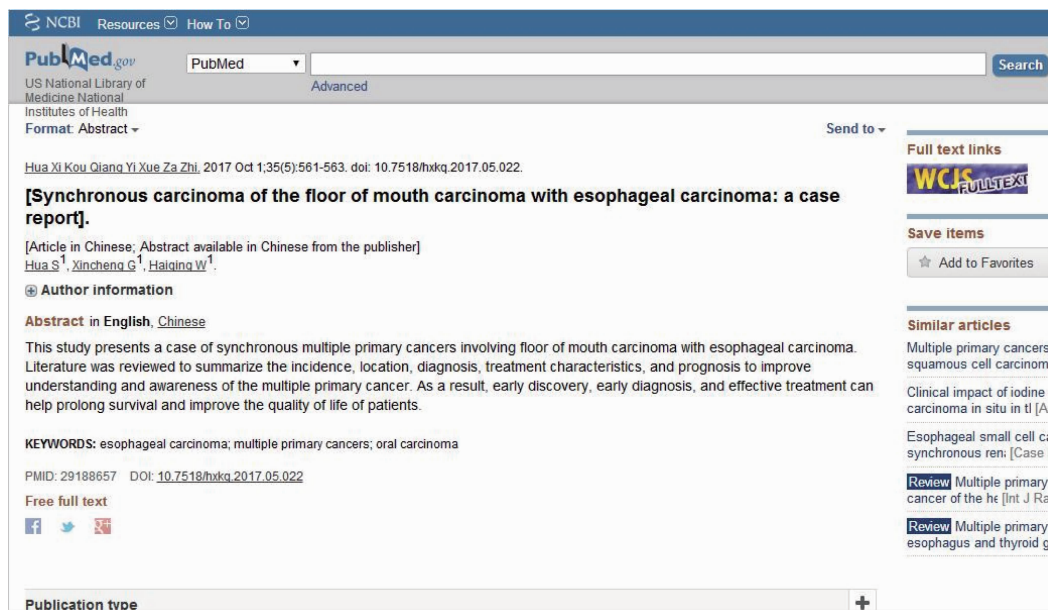 NCBI Resources How To
PubMed.gov
US National Library of
Medicine National
Institutes of Health
PubMed
Search
Advanced
Format: Abstract
Send to
Hua Xi Kou Qiang Yi Xue Za Zhi. 2017 Oct 1;35(5):561-563. doi: 10.7518/hxkq.2017.05.022.
[Synchronous carcinoma of the floor of mouth carcinoma with esophageal carcinoma: a case
report].
[Article in Chinese; Abstract available in Chinese from the publisher]
Hua S1, Xincheng G1, Haiqing W1.
Author information
Abstract in English, Chinese
This study presents a case of synchronous multiple primary cancers involving floor of mouth carcinoma with esophageal carcinoma.
Literature was reviewed to summarize the incidence, location, diagnosis, treatment characteristics, and prognosis to improve
understanding and awareness of the multiple primary cancer. As a result, early discovery, early diagnosis, and effective treatment can
help prolong survival and improve the quality of life of patients.
KEYWORDS: esophageal carcinoma; multiple primary cancers; oral carcinoma
PMID: 29188657 DOI: 10.7518/hxkq.2017.05.022
Free full text
Publication type
Full text links
WCJS FULLTEXT
Save items
Add to Favorites
Similar articles
Multiple primary cancers
squamous cell carcinom
Clinical impact of iodine
carcinoma in situ in tl [A
Esophageal small cell ca
synchronous ren: [Case
Review Multiple primary
cancer of the he [Int J Ra
Review Multiple primary
esophagus and thyroid g